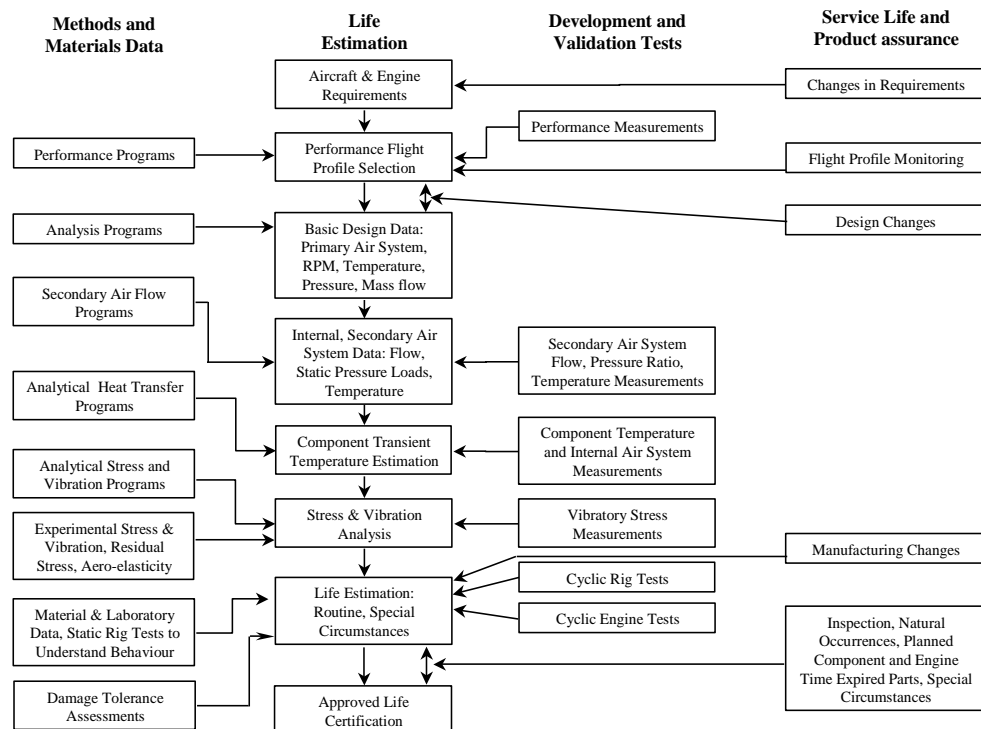 Methods and
Materials Data
Life
Estimation
Development and
Validation Tests
Service Life and
Product assurance
Aircraft & Engine
Requirements
Changes in Requirements
Performance Measurements
Performance Programs
Performance Flight
Profile Selection
Flight Profile Monitoring
Analysis Programs
Basic Design Data:
Primary Air System,
RPM, Temperature,
Pressure, Mass flow
Design Changes
Secondary Air Flow
Programs
Internal, Secondary Air
System Data: Flow,
Static Pressure Loads,
Temperature
Secondary Air System
Flow, Pressure Ratio,
Temperature Measurements
Analytical Heat Transfer
Programs
Component Transient
Temperature Estimation
Component Temperature
and Internal Air System
Measurements
Analytical Stress and
Vibration Programs
Stress & Vibration
Analysis
Vibratory Stress
Measurements
Experimental Stress &
Vibration, Residual
Stress, Aero-elasticity
Manufacturing Changes
Cyclic Rig Tests
Material & Laboratory
Data, Static Rig Tests to
Understand Behaviour
Life Estimation:
Routine, Special
Circumstances
Cyclic Engine Tests
Inspection, Natural
Occurrences, Planned
Component and Engine
Time Expired Parts, Special
Circumstances
Damage Tolerance
Assessments
Approved Life
Certification